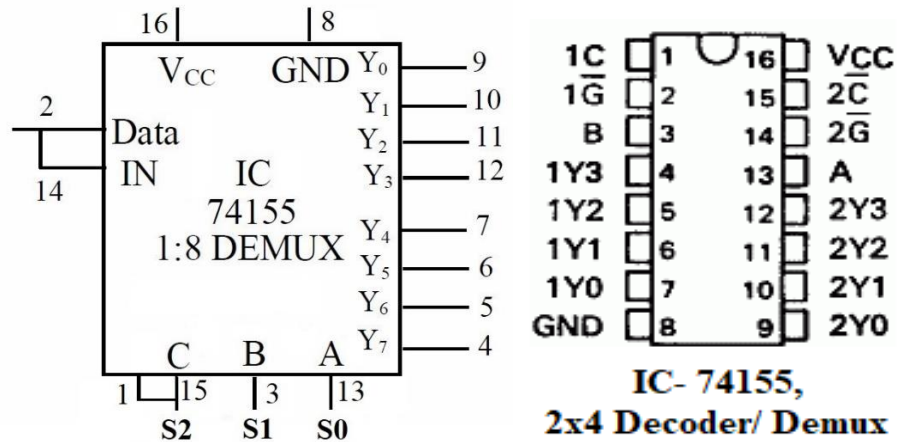 16 8
V_CC GND Y₀ 9
Y₁ 10
2 Data Y₂ 11
14 IN IC Y₃ 12
74155 Y₄ 7
1:8 DEMUX Y₅ 6
Y₆ 5
Y₇ 4
C B A
1 15 3 13
S2 S1 S0
1C 1 16 VCC
1G̅ 2 15 2C̅
B 3 14 2G̅
1Y3 4 13 A
1Y2 5 12 2Y3
1Y1 6 11 2Y2
1Y0 7 10 2Y1
GND 8 9 2Y0
IC- 74155,
2x4 Decoder/ Demux